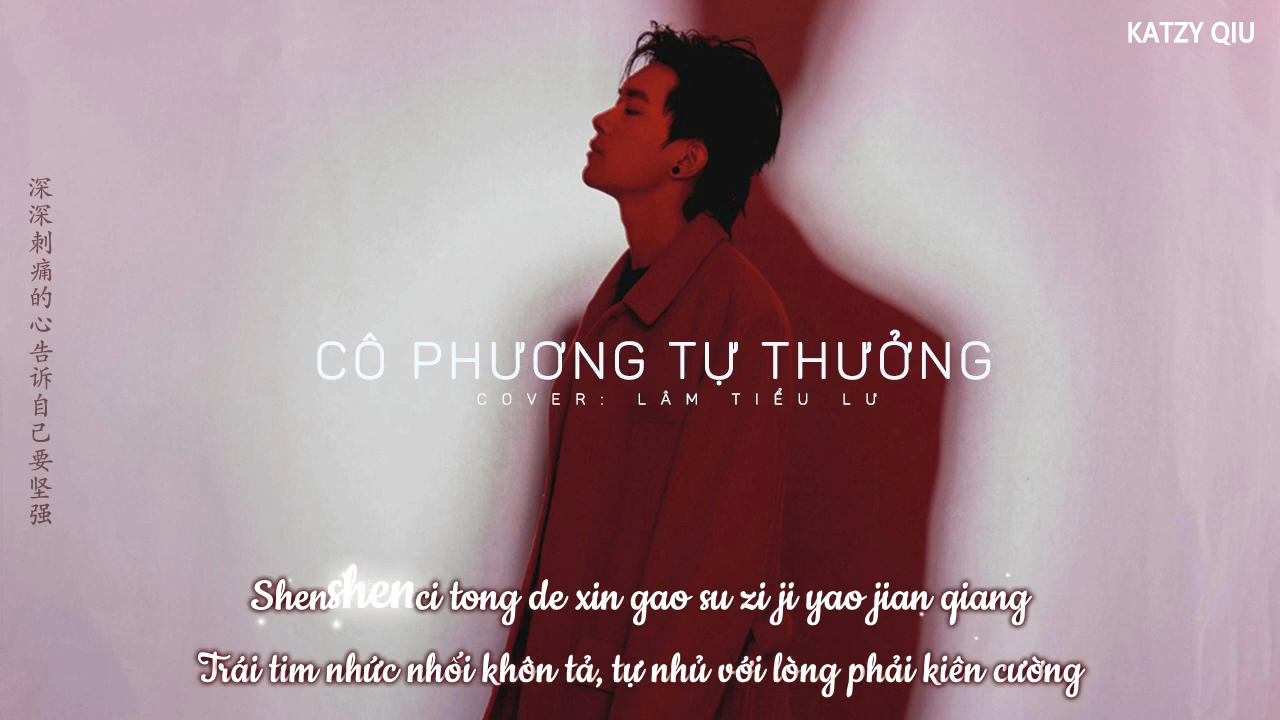 KATZY QIU
深深刺痛的心告诉自己要坚强
CÔ PHƯƠNG TỰ THƯỞNG
COVER: LÂM TIỂU LƯ
Shen shen ci tong de xin gao su zi ji yao jian qiang
Trái tim nhức nhối khôn tả, tự nhủ với lòng phải kiên cường